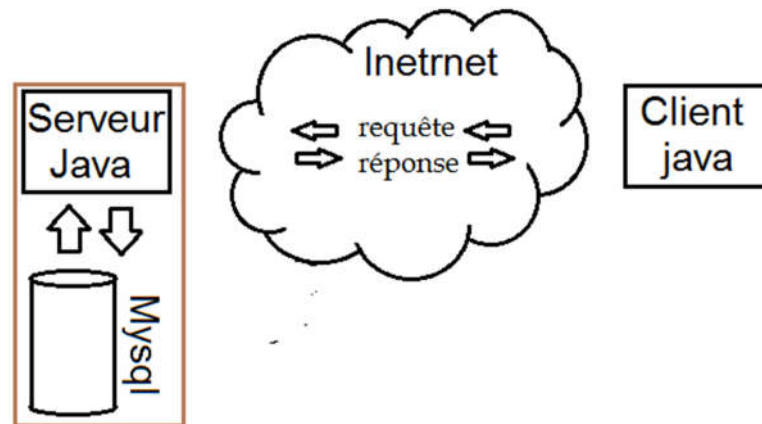 Serveur
Java
Mysql
Inetrnet
requête
réponse
Client
java